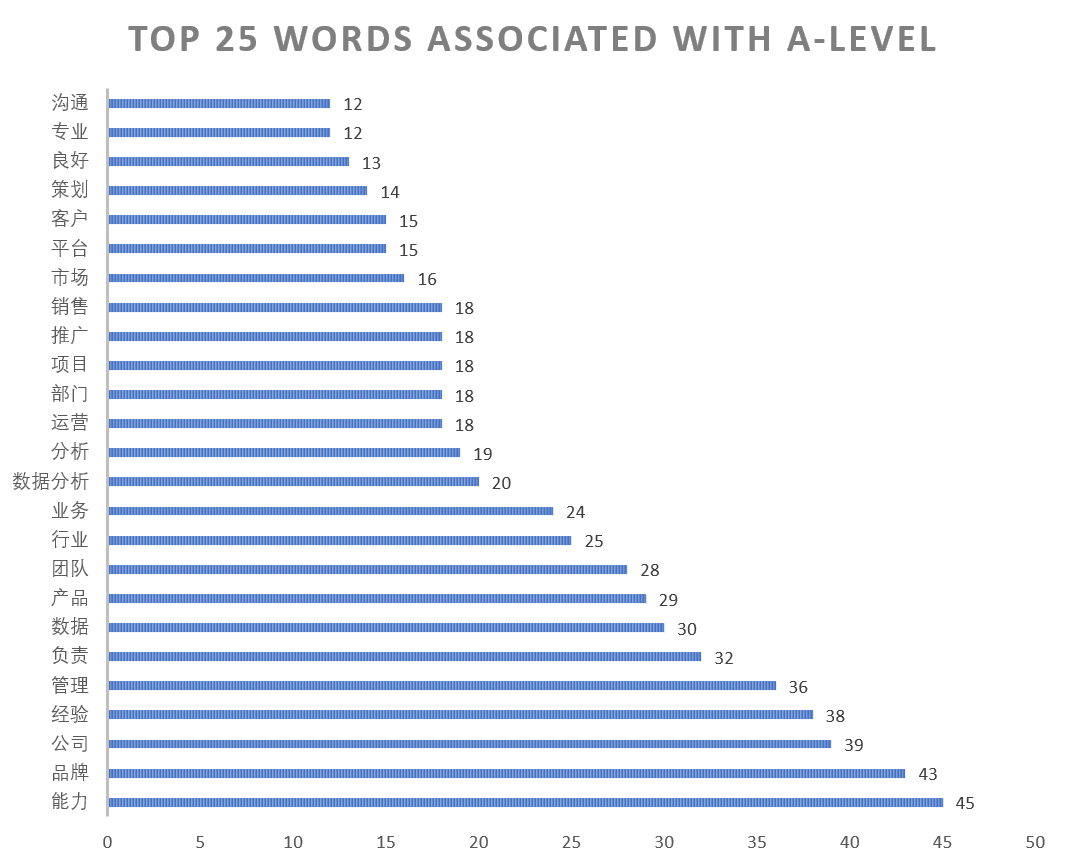 TOP 25 WORDS ASSOCIATED WITH A-LEVEL
沟通 12
专业 12
良好 13
策划 14
客户 15
平台 15
市场 16
销售 18
推广 18
项目 18
部门 18
运营 18
分析 19
数据分析 20
业务 24
行业 25
团队 28
产品 29
数据 30
负责 32
管理 36
经验 38
公司 39
品牌 43
能力 45
0 5 10 15 20 25 30 35 40 45 50